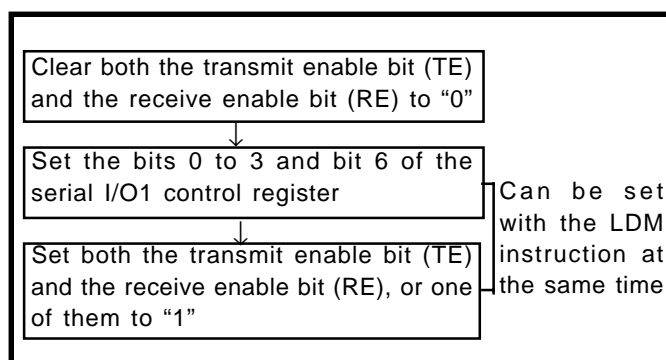 Clear both the transmit enable bit (TE)
and the receive enable bit (RE) to “0”
Set the bits 0 to 3 and bit 6 of the
serial I/O1 control register
Set both the transmit enable bit (TE)
and the receive enable bit (RE), or one
of them to “1”
Can be set
with the LDM
instruction at
the same time